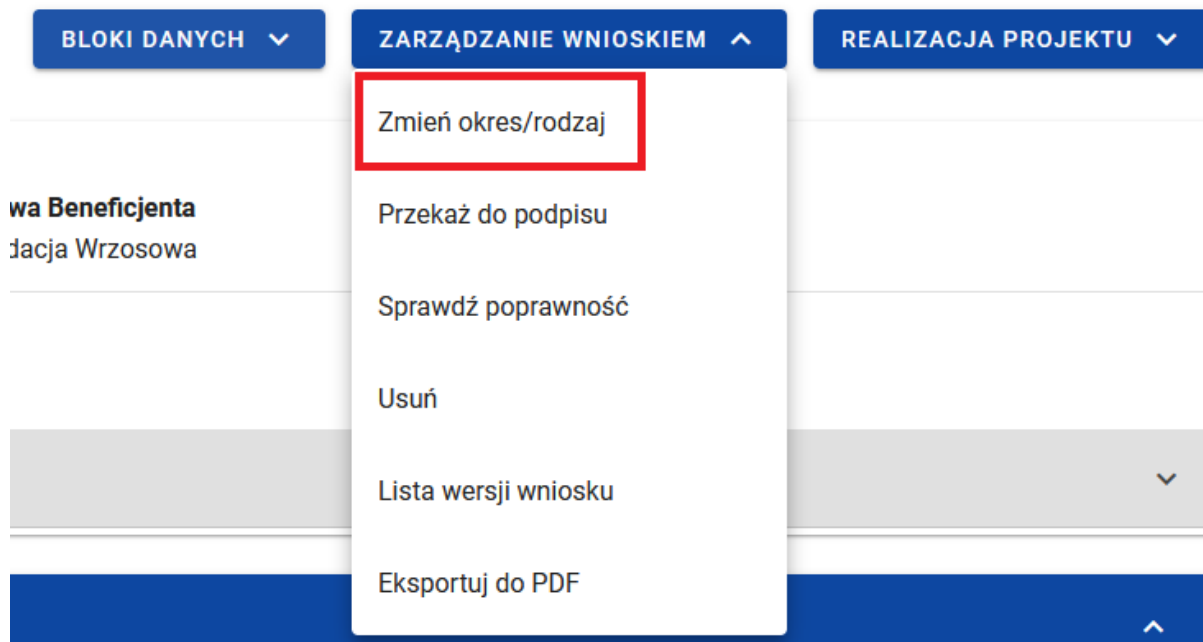 BLOKI DANYCH
ZARZĄDZANIE WNIOSKIEM
REALIZACJA PROJEKTU
Zmień okres/rodzaj
wa Beneficjenta
Przekaż do podpisu
dacja Wrzosowa
Sprawdź poprawność
Usuń
Lista wersji wniosku
Eksportuj do PDF